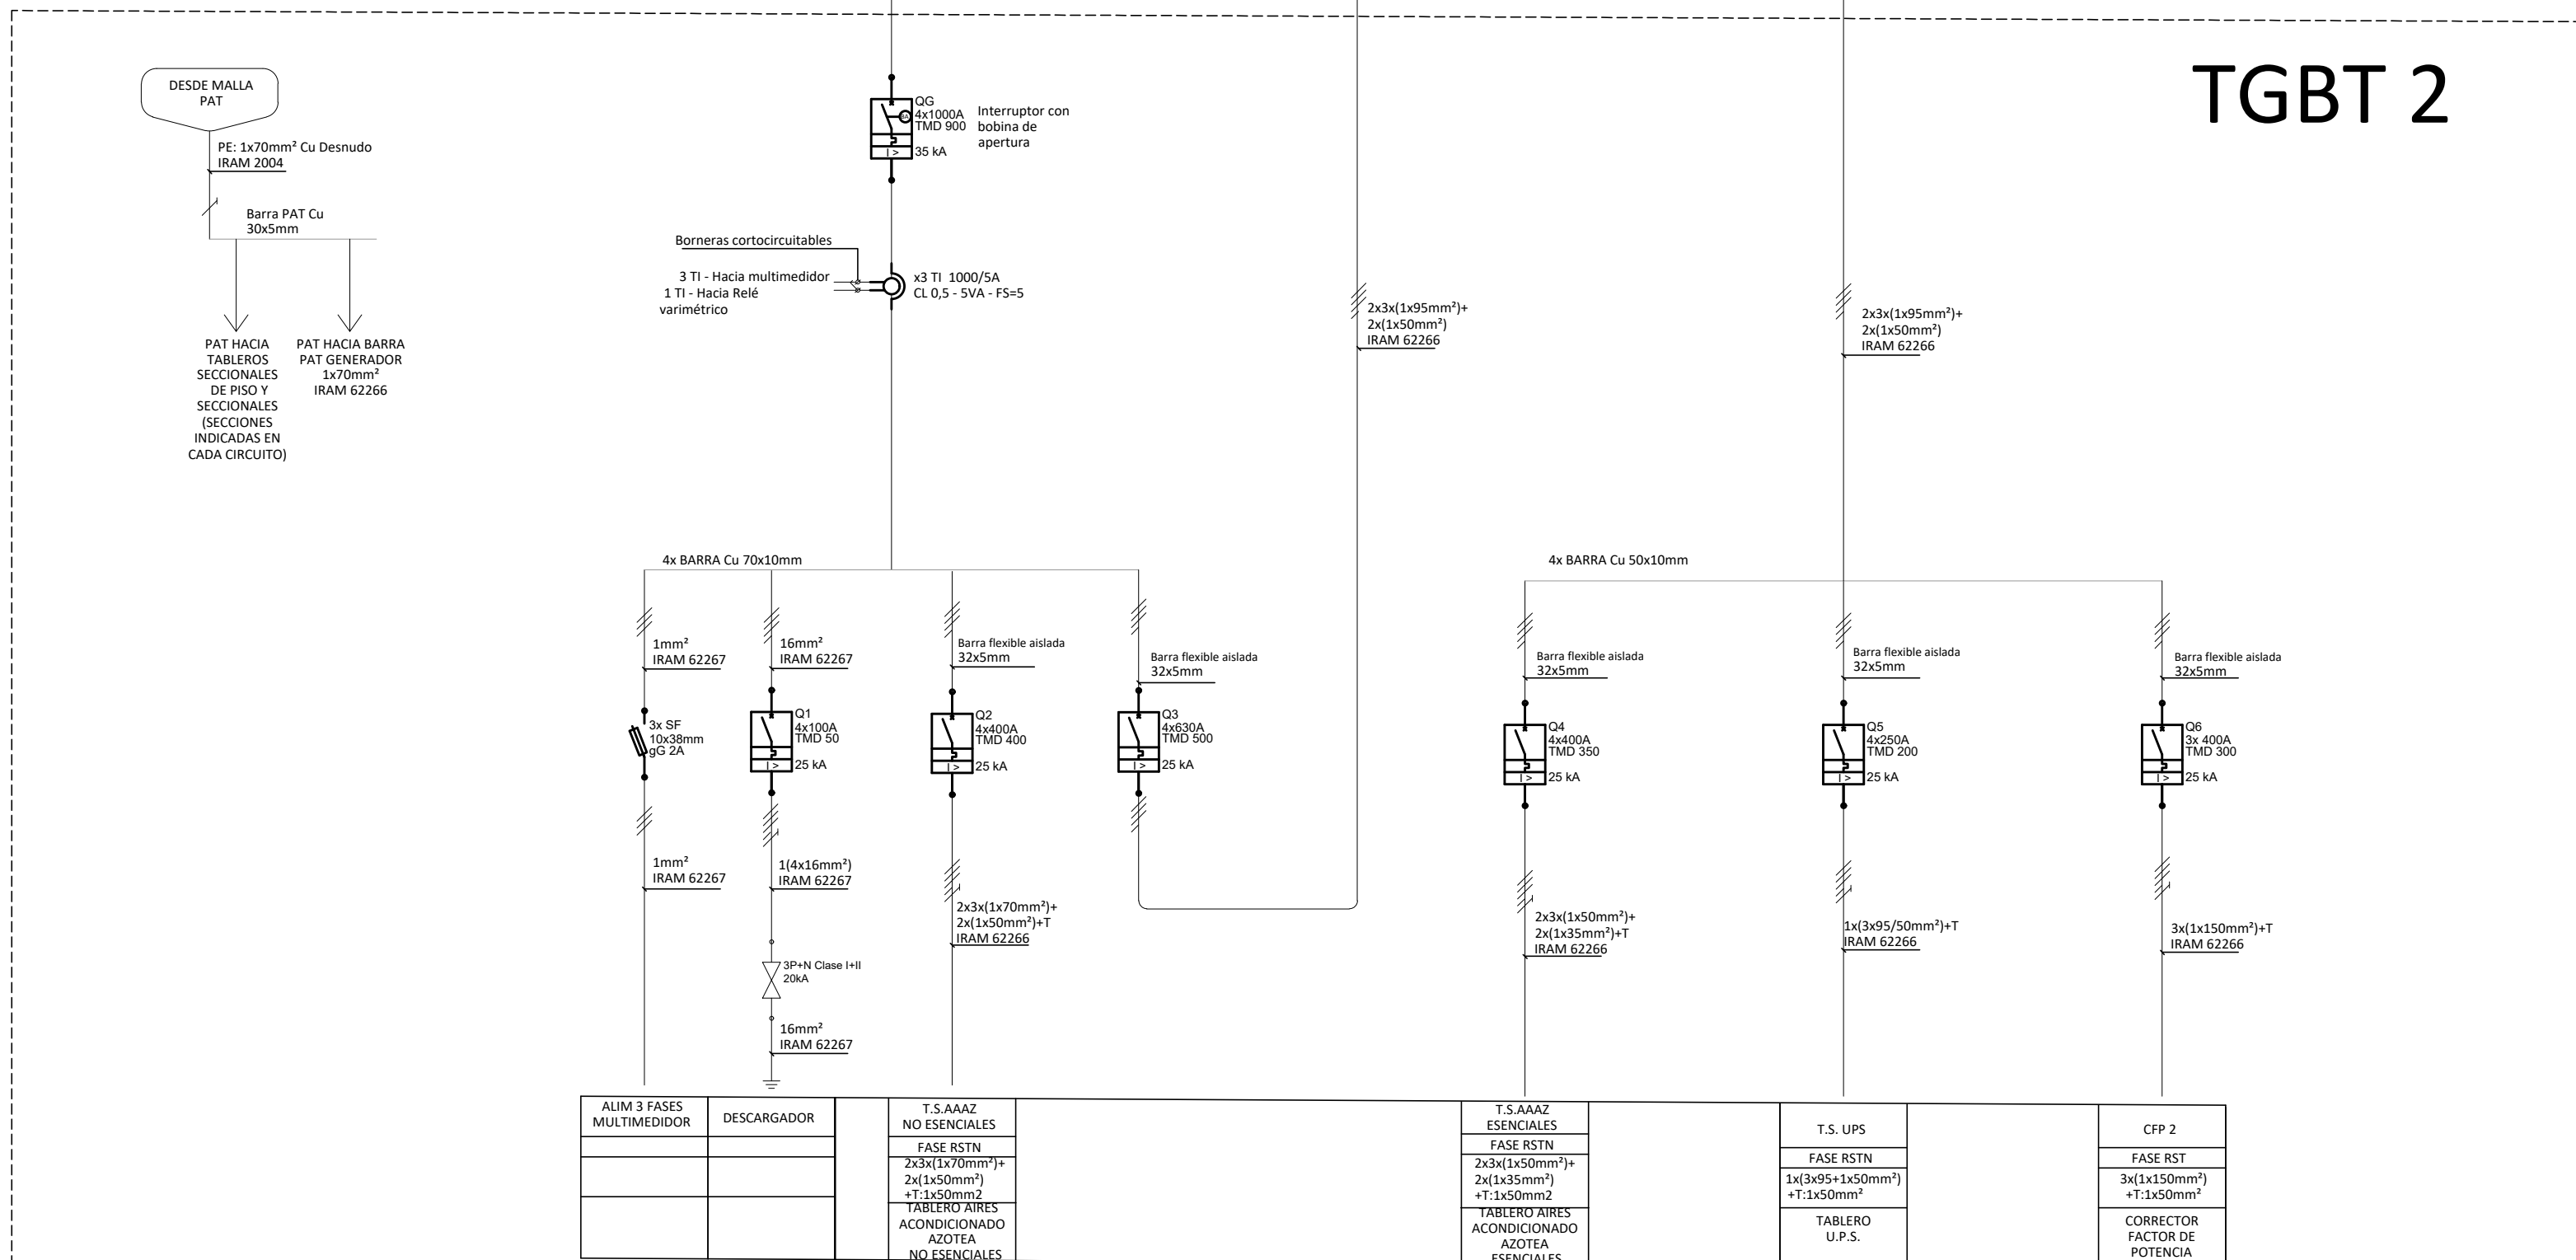 TGBT 2
DESDE MALLA
PAT
PE: 1x70mm² Cu Desnudo
IRAM 2004
Barra PAT Cu
30x5mm
PAT HACIA
TABLEROS
SECCIONALES
DE PISO Y
SECCIONALES
(SECCIONES
INDICADAS EN
CADA CIRCUITO)
PAT HACIA BARRA
PAT GENERADOR
1x70mm²
IRAM 62266
QG
4x1000A
TMD 900
35 kA
I >
Interruptor con
bobina de
apertura
Borneras cortocircuitables
3 TI - Hacia multimedidor
1 TI - Hacia Relé
varimétrico
x3 TI 1000/5A
CL 0,5 - 5VA - FS=5
2x3x(1x95mm²)+
2x(1x50mm²)
IRAM 62266
2x3x(1x95mm²)+
2x(1x50mm²)
IRAM 62266
4x BARRA Cu 70x10mm
4x BARRA Cu 50x10mm
1mm²
IRAM 62267
3x SF
10x38mm
gG 2A
1mm²
IRAM 62267
16mm²
IRAM 62267
Q1
4x100A
TMD 50
I >
25 kA
1(4x16mm²)
IRAM 62267
3P+N Clase I+II
20kA
16mm²
IRAM 62267
Barra flexible aislada
32x5mm
Q2
4x400A
TMD 400
I >
25 kA
2x3x(1x70mm²)+
2x(1x50mm²)+T
IRAM 62266
Barra flexible aislada
32x5mm
Q3
4x630A
TMD 500
I >
25 kA
Barra flexible aislada
32x5mm
Q4
4x400A
TMD 350
I >
25 kA
2x3x(1x50mm²)+
2x(1x35mm²)+T
IRAM 62266
Barra flexible aislada
32x5mm
Q5
4x250A
TMD 200
I >
25 kA
1x(3x95/50mm²)+T
IRAM 62266
Barra flexible aislada
32x5mm
Q6
3x 400A
TMD 300
I >
25 kA
3x(1x150mm²)+T
IRAM 62266
ALIM 3 FASES
MULTIMEDIDOR
DESCARGADOR
T.S.AAAZ
NO ESENCIALES
FASE RSTN
2x3x(1x70mm²)+
2x(1x50mm²)
+T:1x50mm2
TABLERO AIRES
ACONDICIONADO
AZOTEA
NO ESENCIALES
T.S.AAAZ
ESENCIALES
FASE RSTN
2x3x(1x50mm²)+
2x(1x35mm²)
+T:1x50mm2
TABLERO AIRES
ACONDICIONADO
AZOTEA
ESENCIALES
T.S. UPS
FASE RSTN
1x(3x95+1x50mm²)
+T:1x50mm²
TABLERO
U.P.S.
CFP 2
FASE RST
3x(1x150mm²)
+T:1x50mm²
CORRECTOR
FACTOR DE
POTENCIA